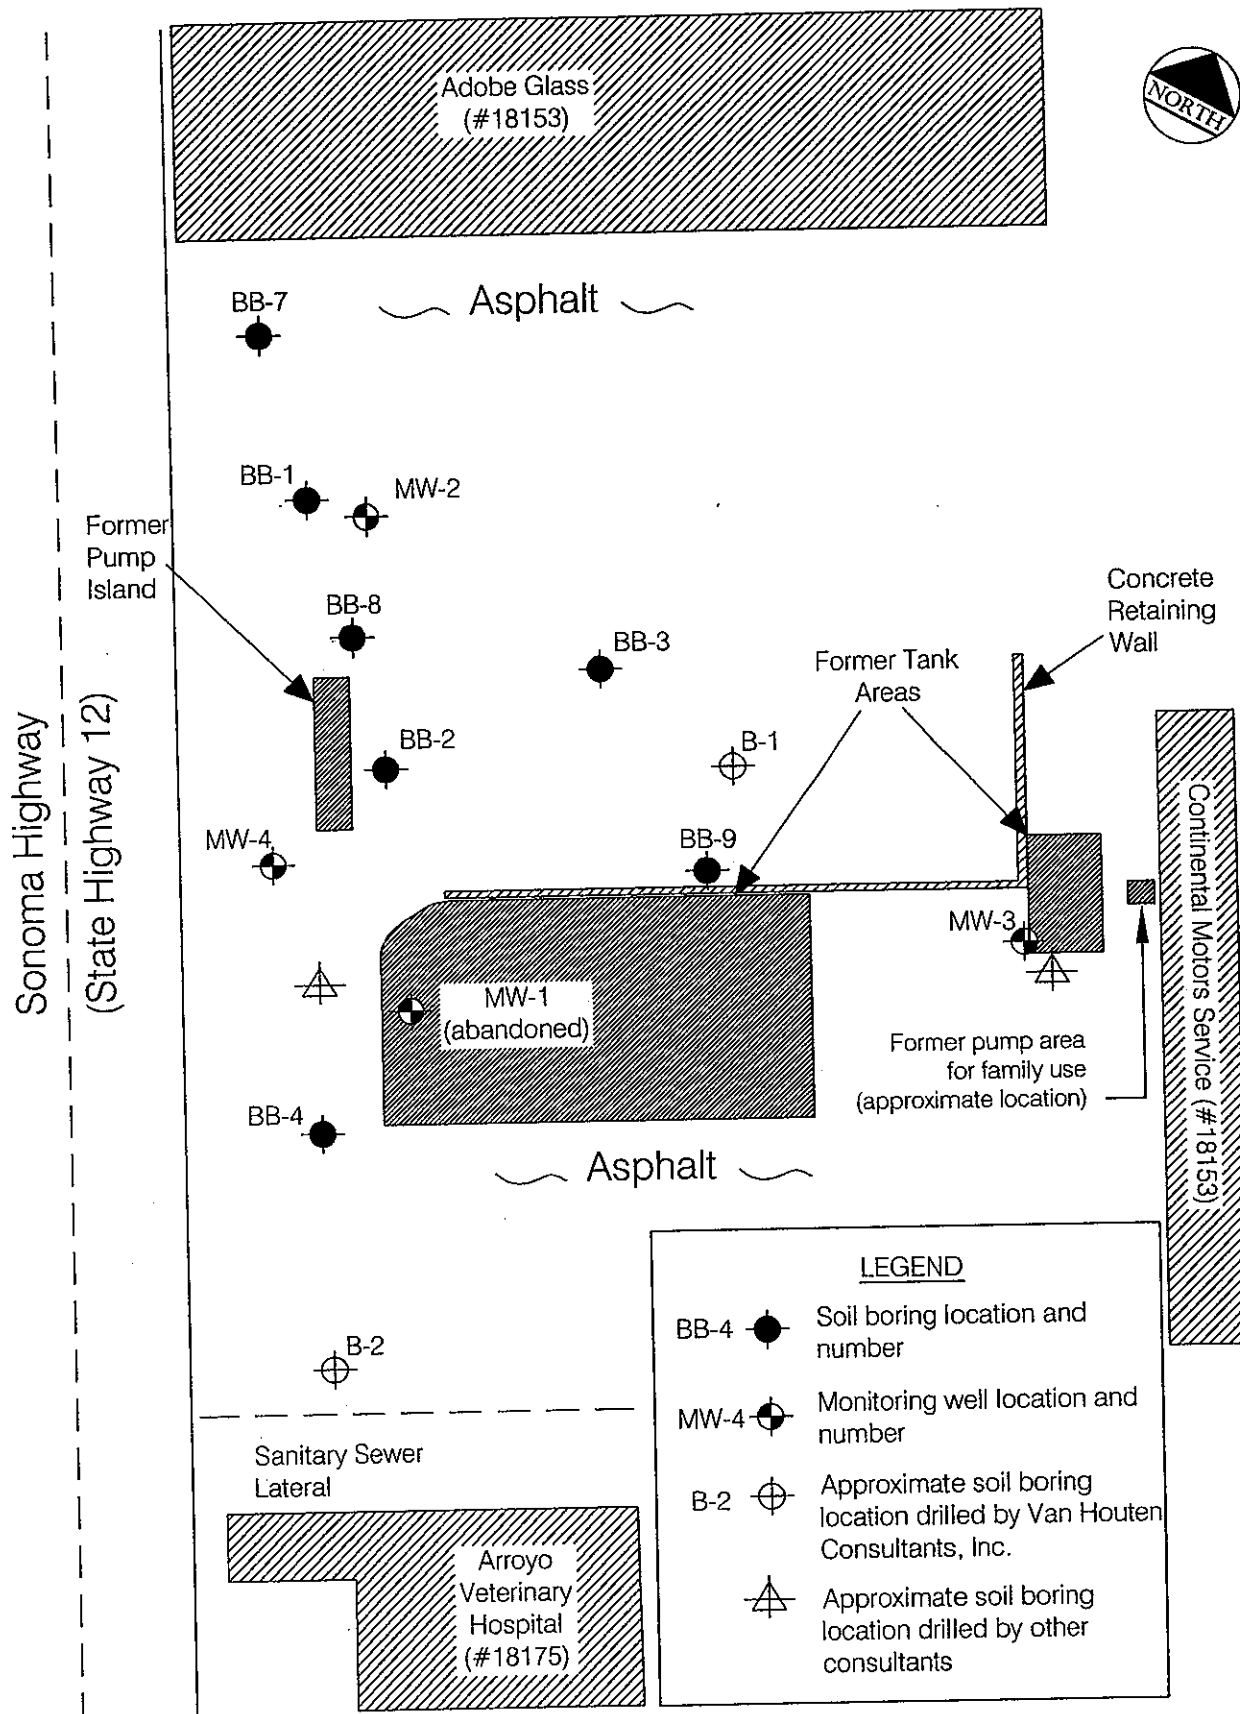 Adobe Glass
(#18153)
NORTH
BB-7
Asphalt
BB-1
MW-2
Former
Pump
Island
BB-8
BB-3
Concrete
Retaining
Wall
Former Tank
Areas
BB-2
B-1
MW-4
BB-9
MW-3
Sonoma Highway
(State Highway 12)
Continental Motors Service (#18153)
MW-1
(abandoned)
Former pump area
for family use
(approximate location)
BB-4
Asphalt
B-2
Sanitary Sewer
Lateral
Arroyo
Veterinary
Hospital
(#18175)
LEGEND
BB-4 Soil boring location and
number
MW-4 Monitoring well location and
number
B-2 Approximate soil boring
location drilled by Van Houten
Consultants, Inc.
Approximate soil boring
location drilled by other
consultants